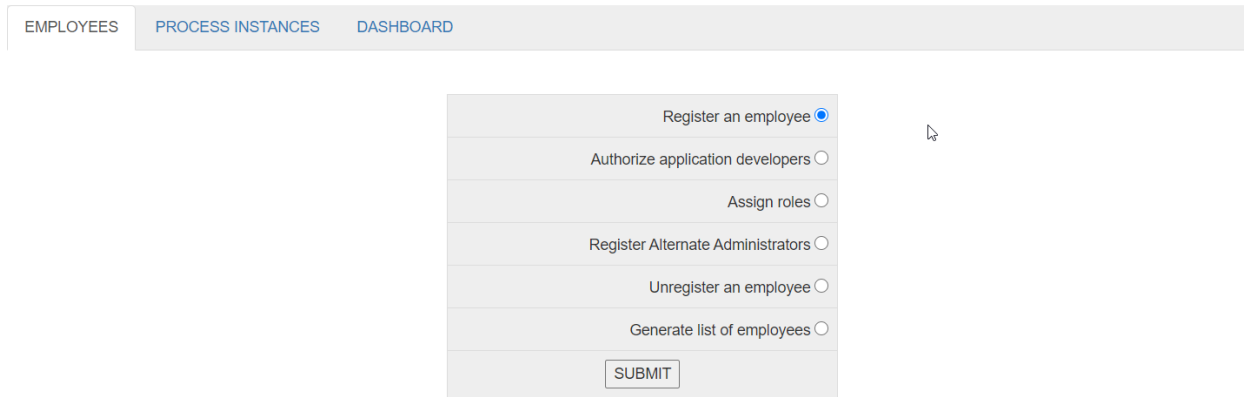 EMPLOYEES PROCESS INSTANCES DASHBOARD
Register an employee
Authorize application developers
Assign roles
Register Alternate Administrators
Unregister an employee
Generate list of employees
SUBMIT